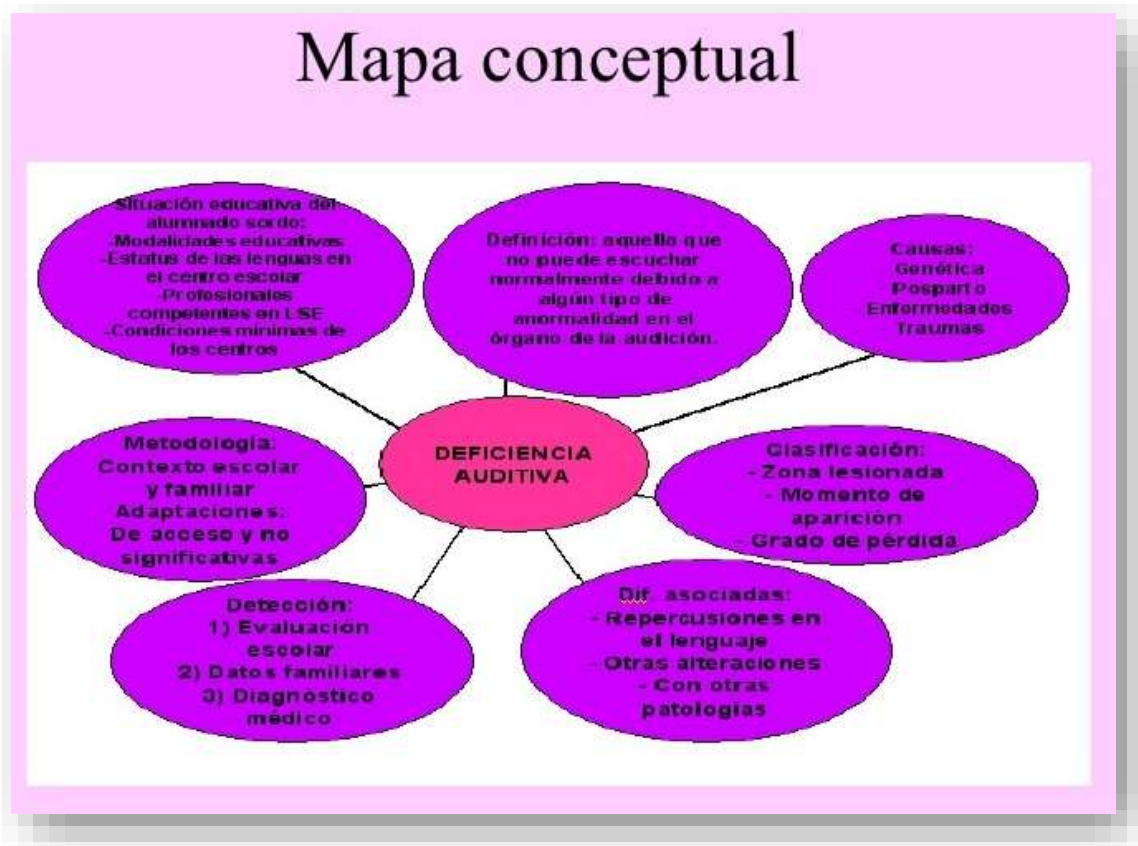 Mapa conceptual
Situación educativa del
alumnado sordo:
-Modalidades educativas
-Estatus de las lenguas en
el centro escolar
-Profesionales
competentes en LSE
-Condiciones mínimas de
los centros
Definición: aquella que
no puede escuchar
normalmente debido a
algún tipo de
anormalidad en el
órgano de la audición.
Causas:
Genética
Posparto
Enfermedades
Traumas
DEFICIENCIA
AUDITIVA
Metodología:
Contexto escolar
y familiar
Adaptaciones:
De acceso y no
significativas
Clasificación:
- Zona lesionada
- Momento de
aparición
- Grado de pérdida
Detección:
1) Evaluación
escolar
2) Datos familiares
3) Diagnóstico
médico
Dif. asociadas:
- Repercusiones en
el lenguaje
- Otras alteraciones
- Con otras
patologías